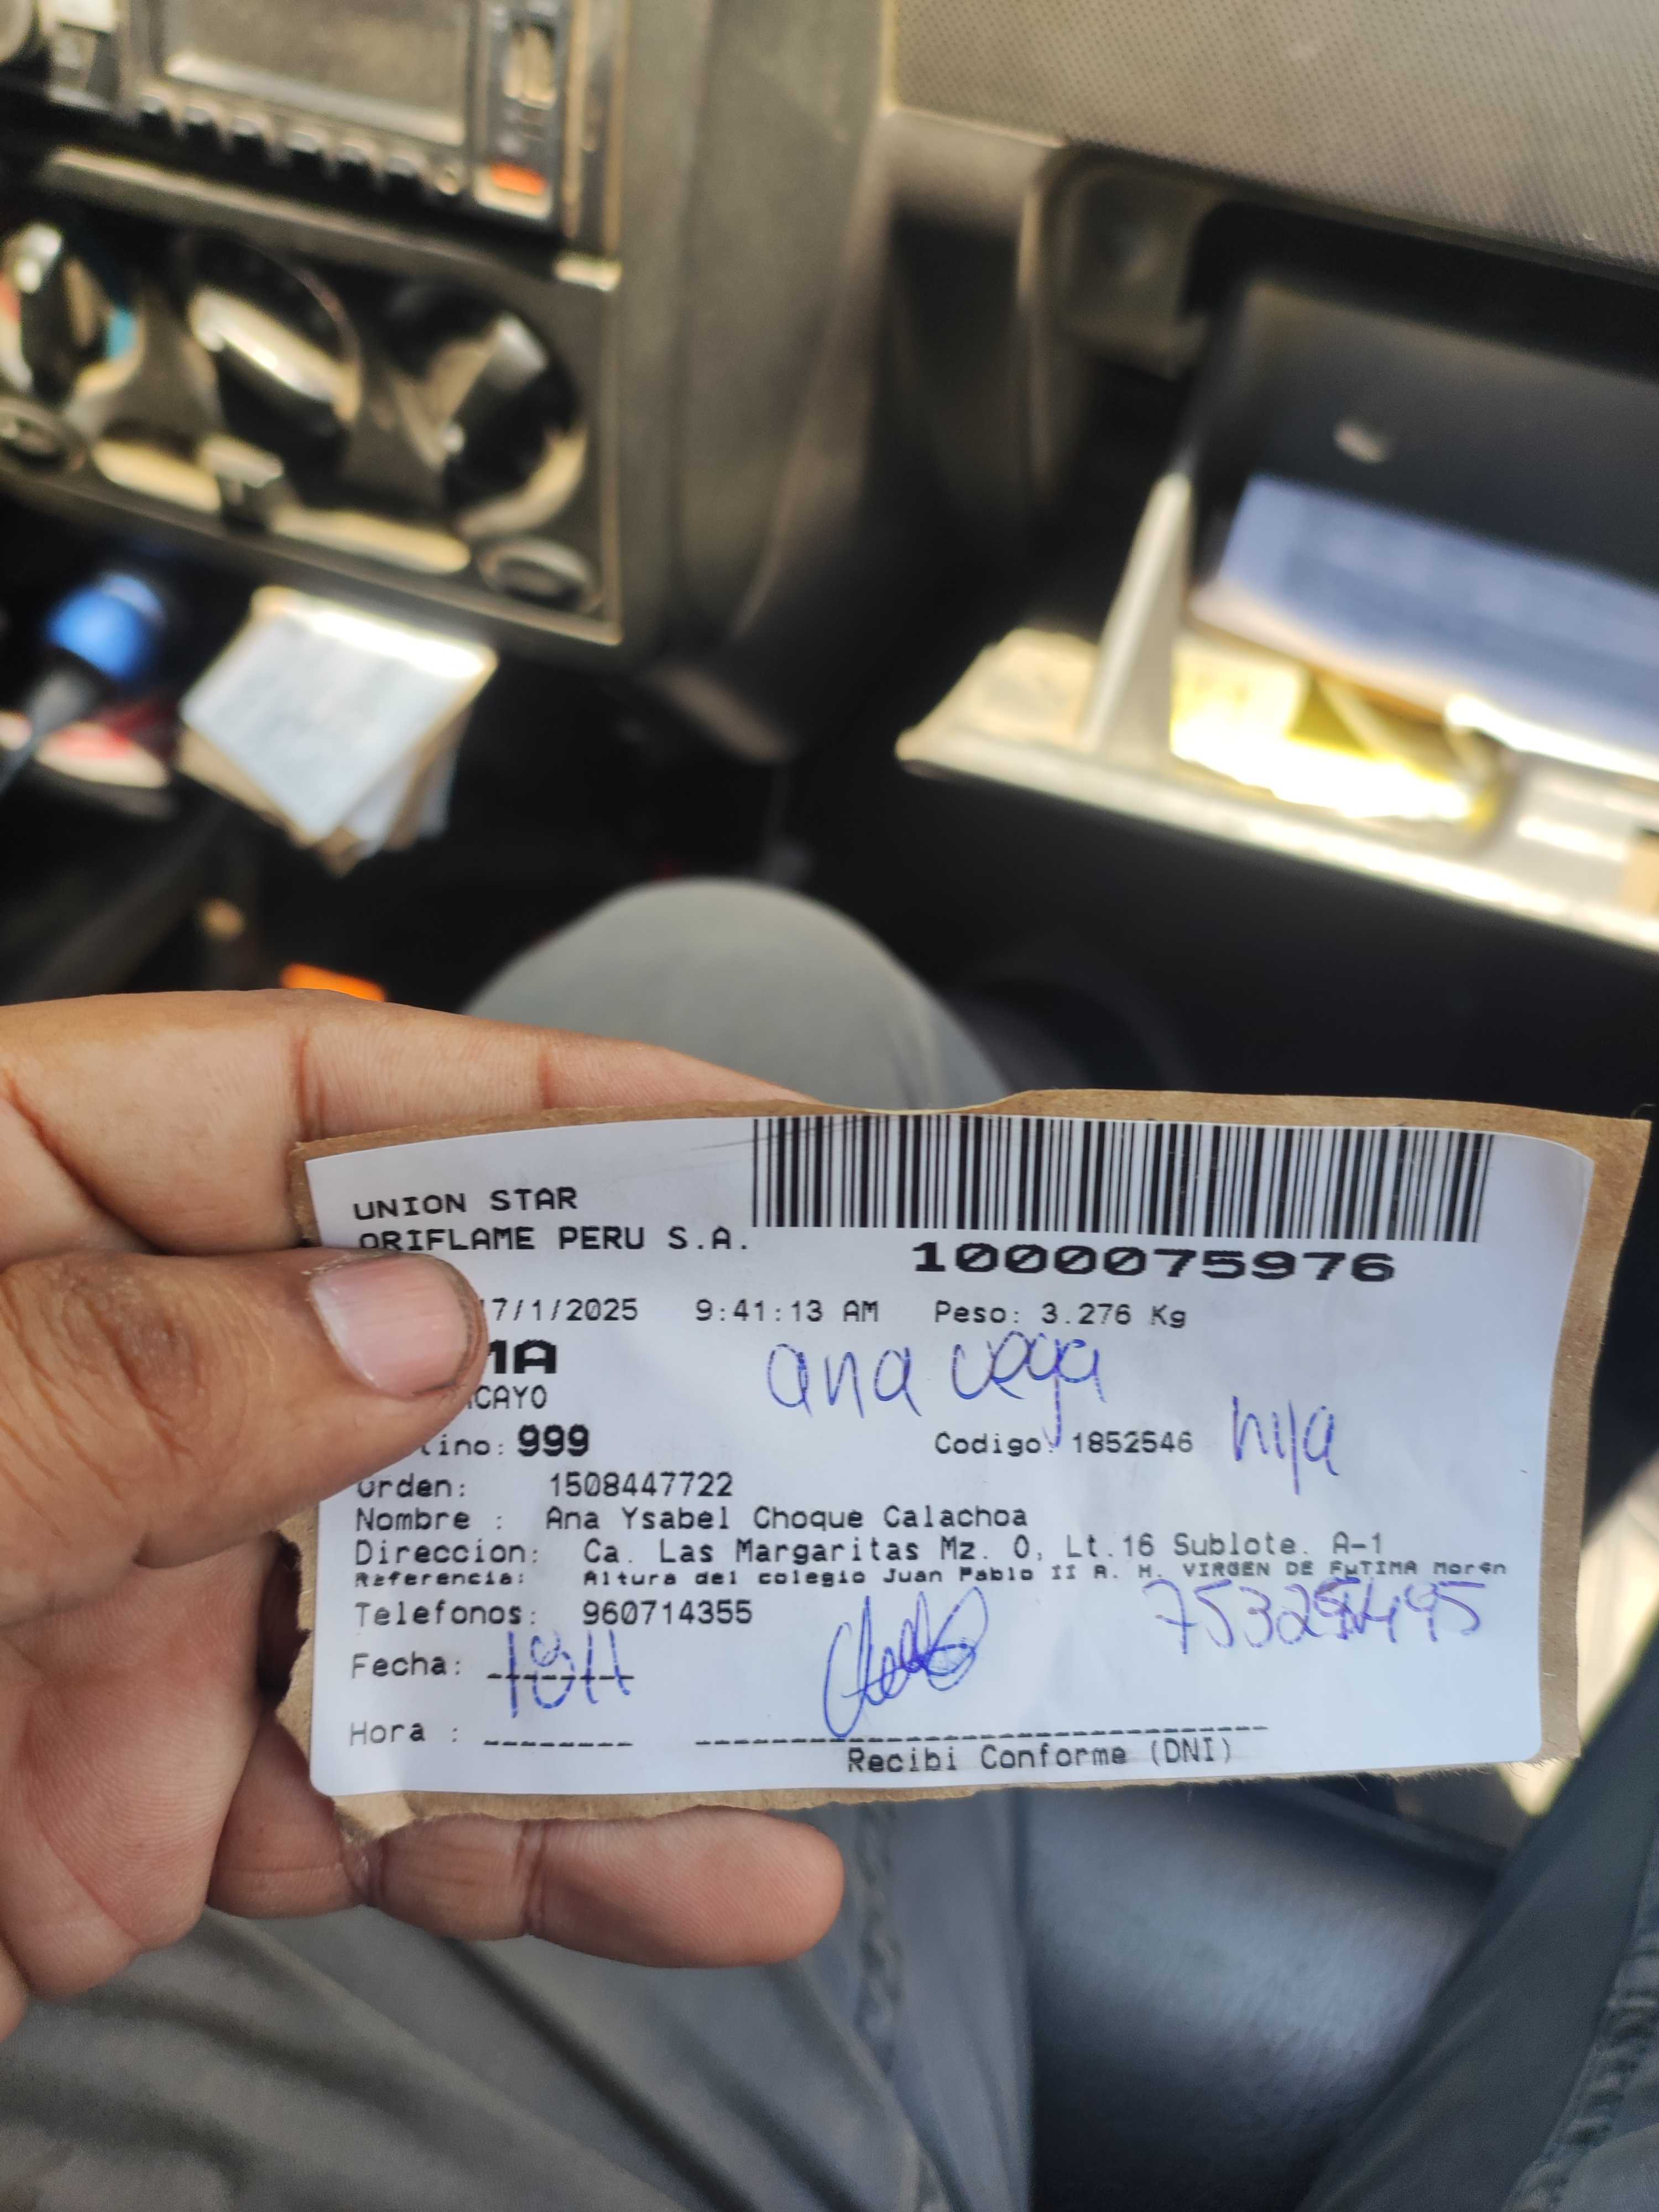 UNION STAR
ORIFLAME PERU S.A.
1000075976
17/1/2025 9:41:13 AM Peso: 3.276 Kg
MA
ana vega
CAYO
tino: 999 Codigo: 1852546 hija
Orden: 1508447722
Nombre : Ana Ysabel Choque Calachoa
Direccion: Ca. Las Margaritas Mz. O, Lt.16 Sublote. A-1
Referencia: Altura del colegio Juan Pablo II A. H. VIRGEN DE
Telefonos: 960714355
Fecha: 18/1
Hora :
Recibi Conforme (DNI)